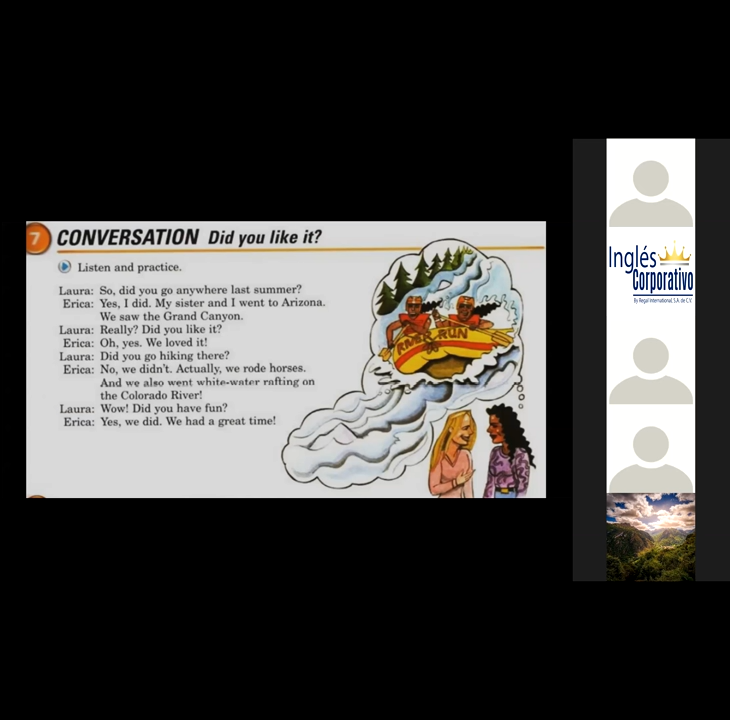 7 CONVERSATION Did you like it?
Listen and practice.
Laura: So, did you go anywhere last summer?
Erica: Yes, I did. My sister and I went to Arizona.
We saw the Grand Canyon.
Laura: Really? Did you like it?
Erica: Oh, yes. We loved it!
Laura: Did you go hiking there?
Erica: No, we didn't. Actually, we rode horses.
And we also went white-water rafting on
the Colorado River!
Laura: Wow! Did you have fun?
Erica: Yes, we did. We had a great time!
RIVER RUN
Inglés
Corporativo
By Regal International, S.A. de C.V.